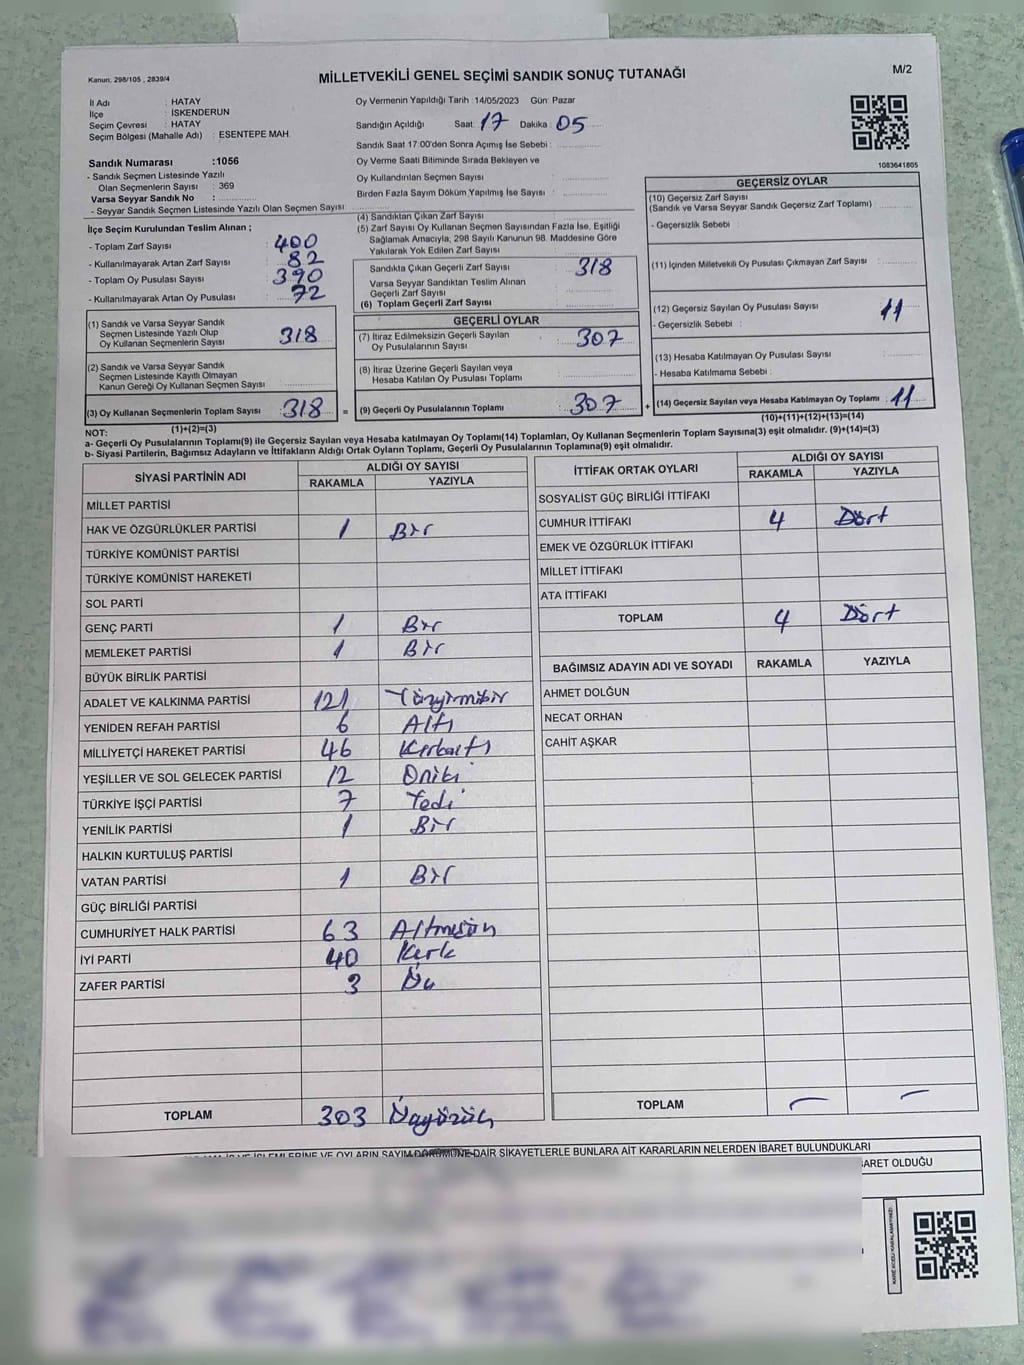 Kanun; 298/105 , 2839/4
MİLLETVEKİLİ GENEL SEÇİMİ SANDIK SONUÇ TUTANAĞI
M/2
İl Adı : HATAY
İlçe : İSKENDERUN
Seçim Çevresi : HATAY
Seçim Bölgesi (Mahalle Adı) : ESENTEPE MAH.
Sandık Numarası :1056
- Sandık Seçmen Listesinde Yazılı
Olan Seçmenlerin Sayısı : 369
Varsa Seyyar Sandık No :
- Seyyar Sandık Seçmen Listesinde Yazılı Olan Seçmen Sayısı
Oy Vermenin Yapıldığı Tarih :14/05/2023 Gün: Pazar
Sandığın Açıldığı Saat: 17 Dakika: 05
Sandık Saat 17:00'den Sonra Açımış İse Sebebi :
Oy Verme Saati Bitiminde Sırada Bekleyen ve
Oy Kullandırılan Seçmen Sayısı :
Birden Fazla Sayım Döküm Yapılmış İse Sayısı :
1083641805
İlçe Seçim Kurulundan Teslim Alınan ;
- Toplam Zarf Sayısı : 400
- Kullanılmayarak Artan Zarf Sayısı : 82
- Toplam Oy Pusulası Sayısı : 390
- Kullanılmayarak Artan Oy Pusulası : 72
(1) Sandık ve Varsa Seyyar Sandık
Seçmen Listesinde Yazılı Olup
Oy Kullanan Seçmenlerin Sayısı : 318
(2) Sandık ve Varsa Seyyar Sandık
Seçmen Listesinde Kayıtlı Olmayan
Kanun Gereği Oy Kullanan Seçmen Sayısı :
(3) Oy Kullanan Seçmenlerin Toplam Sayısı : 318
(1)+(2)=(3)
(4) Sandıktan Çıkan Zarf Sayısı :
(5) Zarf Sayısı Oy Kullanan Seçmen Sayısından Fazla İse, Eşitliği
Sağlamak Amacıyla, 298 Sayılı Kanunun 98. Maddesine Göre
Yakılarak Yok Edilen Zarf Sayısı :
Sandıkta Çıkan Geçerli Zarf Sayısı : 318
Varsa Seyyar Sandıktan Teslim Alınan
Geçerli Zarf Sayısı :
(6) Toplam Geçerli Zarf Sayısı :
GEÇERLİ OYLAR
(7) İtiraz Edilmeksizin Geçerli Sayılan
Oy Pusulalarının Sayısı : 307
(8) İtiraz Üzerine Geçerli Sayılan veya
Hesaba Katılan Oy Pusulası Toplamı :
= (9) Geçerli Oy Pusulalarının Toplamı : 307
GEÇERSİZ OYLAR
(10) Geçersiz Zarf Sayısı
(Sandık ve Varsa Seyyar Sandık Geçersiz Zarf Toplamı) :
- Geçersizlik Sebebi :
(11) İçinden Milletvekili Oy Pusulası Çıkmayan Zarf Sayısı :
(12) Geçersiz Sayılan Oy Pusulası Sayısı : 11
- Geçersizlik Sebebi :
(13) Hesaba Katılmayan Oy Pusulası Sayısı :
- Hesaba Katılmama Sebebi :
+ (14) Geçersiz Sayılan veya Hesaba Katılmayan Oy Toplamı : 11
(10)+(11)+(12)+(13)=(14)
NOT:
a- Geçerli Oy Pusulalarının Toplamı(9) ile Geçersiz Sayılan veya Hesaba katılmayan Oy Toplamı(14) Toplamları, Oy Kullanan Seçmenlerin Toplam Sayısına(3) eşit olmalıdır. (9)+(14)=(3)
b- Siyasi Partilerin, Bağımsız Adayların ve İttifakların Aldığı Ortak Oyların Toplamı, Geçerli Oy Pusulalarının Toplamına(9) eşit olmalıdır.
SİYASİ PARTİNİN ADI ALDIĞI OY SAYISI
RAKAMLA YAZIYLA
MİLLET PARTİSİ
HAK VE ÖZGÜRLÜKLER PARTİSİ 1 Bir
TÜRKİYE KOMÜNİST PARTİSİ
TÜRKİYE KOMÜNİST HAREKETİ
SOL PARTİ
GENÇ PARTİ 1 Bir
MEMLEKET PARTİSİ 1 Bir
BÜYÜK BİRLİK PARTİSİ
ADALET VE KALKINMA PARTİSİ 121 Yüzyirmibir
YENİDEN REFAH PARTİSİ 6 Altı
MİLLİYETÇİ HAREKET PARTİSİ 46 Kırkaltı
YEŞİLLER VE SOL GELECEK PARTİSİ 12 Oniki
TÜRKİYE İŞÇİ PARTİSİ 7 Yedi
YENİLİK PARTİSİ 1 Bir
HALKIN KURTULUŞ PARTİSİ
VATAN PARTİSİ 1 Bir
GÜÇ BİRLİĞİ PARTİSİ
CUMHURİYET HALK PARTİSİ 63 Altmışüç
İYİ PARTİ 40 Kırk
ZAFER PARTİSİ 3 Üç
TOPLAM 303 Üçyüzüç
İTTİFAK ORTAK OYLARI ALDIĞI OY SAYISI
RAKAMLA YAZIYLA
SOSYALİST GÜÇ BİRLİĞİ İTTİFAKI
CUMHUR İTTİFAKI 4 Dört
EMEK VE ÖZGÜRLÜK İTTİFAKI
MİLLET İTTİFAKI
ATA İTTİFAKI
TOPLAM 4 Dört
BAĞIMSIZ ADAYIN ADI VE SOYADI RAKAMLA YAZIYLA
AHMET DOLĞUN
NECAT ORHAN
CAHİT AŞKAR
TOPLAM — —
İŞLEMLERİNE VE OYLARIN SAYIM DÖKÜMÜNE DAİR ŞİKAYETLERLE BUNLARA AİT KARARLARIN NELERDEN İBARET BULUNDUKLARI
BARET OLDUĞU